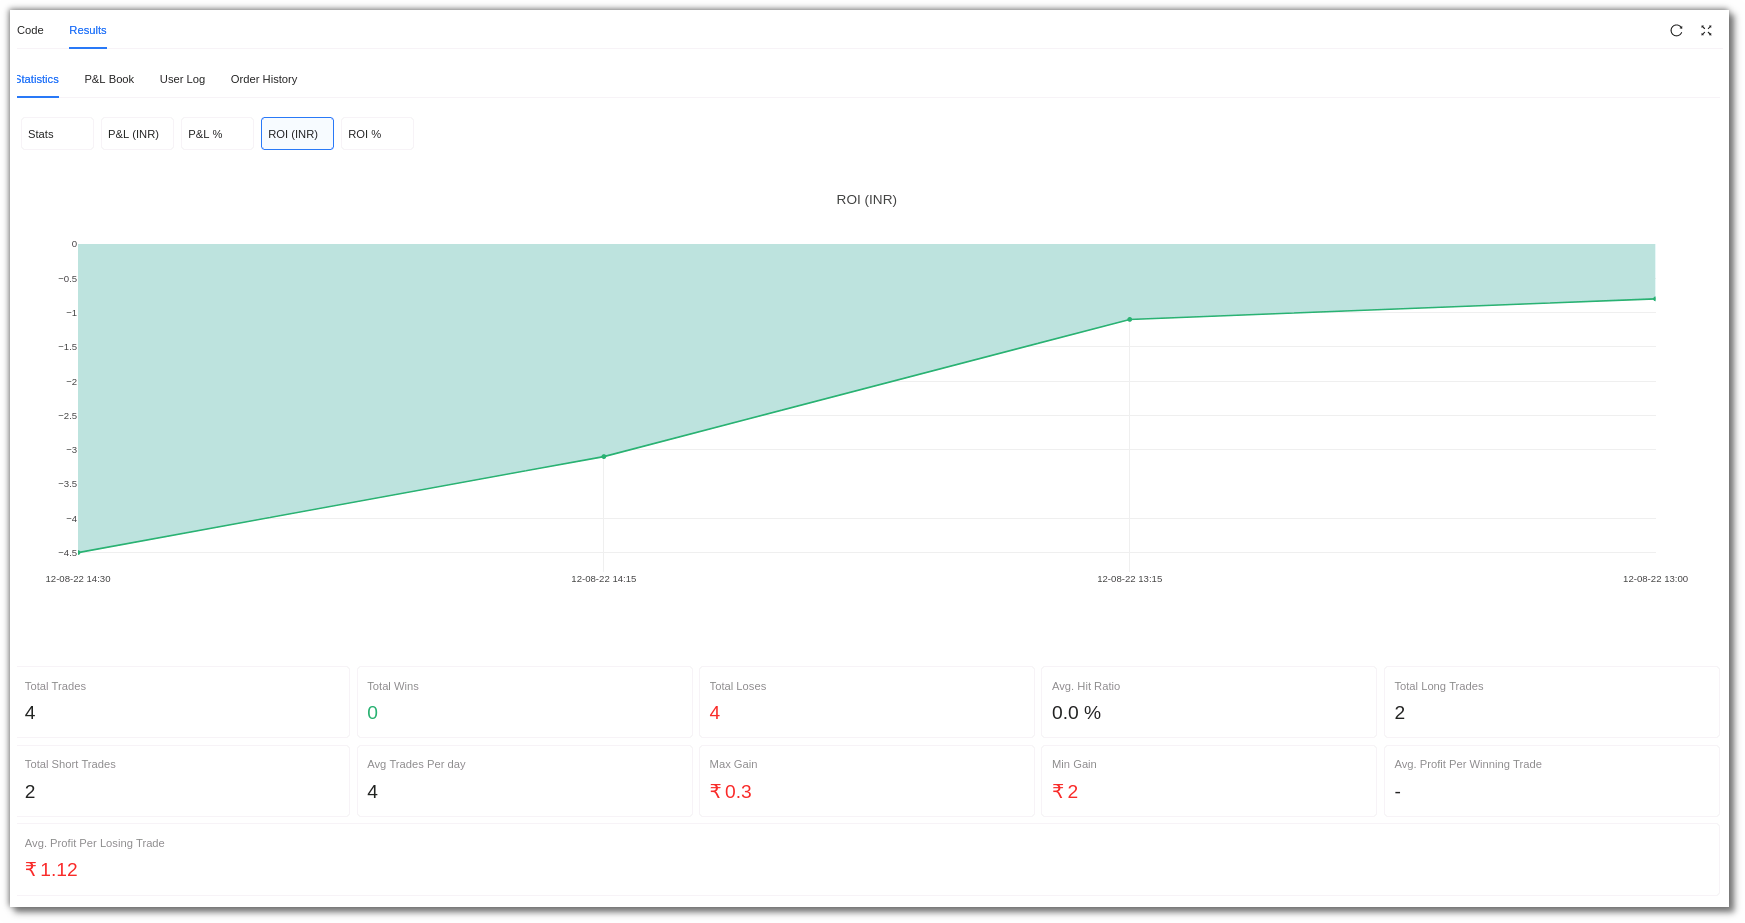 Code Results
Statistics P&L Book User Log Order History
Stats P&L (INR) P&L % ROI (INR) ROI %
ROI (INR)
0
−0.5
−1
−1.5
−2
−2.5
−3
−3.5
−4
−4.5
12-08-22 14:30 12-08-22 14:15 12-08-22 13:15 12-08-22 13:00
Total Trades Total Wins Total Loses Avg. Hit Ratio Total Long Trades
4 0 4 0.0 % 2
Total Short Trades Avg Trades Per day Max Gain Min Gain Avg. Profit Per Winning Trade
2 4 ₹ 0.3 ₹ 2 -
Avg. Profit Per Losing Trade
₹ 1.12